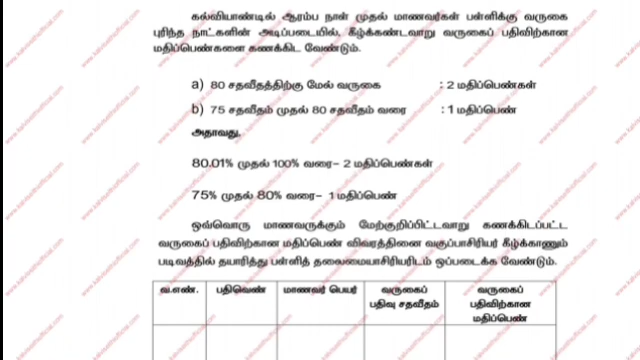 கல்வியாண்டில் ஆரம்ப நாள் முதல் மாணவர்கள் பள்ளிக்கு வருகை
புரிந்த நாட்களின் அடிப்படையில், கீழ்க்கண்டவாறு வருகைப் பதிவிற்கான
மதிப்பெண்களை கணக்கிட வேண்டும்.
a) 80 சதவீதத்திற்கு மேல் வருகை : 2 மதிப்பெண்கள்
b) 75 சதவீதம் முதல் 80 சதவீதம் வரை : 1 மதிப்பெண்
அதாவது,
80.01% முதல் 100% வரை– 2 மதிப்பெண்கள்
75% முதல் 80% வரை– 1 மதிப்பெண்
ஒவ்வொரு மாணவருக்கும் மேற்குறிப்பிட்டவாறு கணக்கிடப்பட்ட
வருகைப் பதிவிற்கான மதிப்பெண் விவரத்தினை வகுப்பாசிரியர் கீழ்காணும்
படிவத்தில் தயாரித்து பள்ளித் தலைமையாசிரியரிடம் ஒப்படைக்க வேண்டும்.
வ.எண். பதிவெண் மாணவர் பெயர் வருகைப் பதிவு சதவீதம் வருகைப் பதிவிற்கான மதிப்பெண்